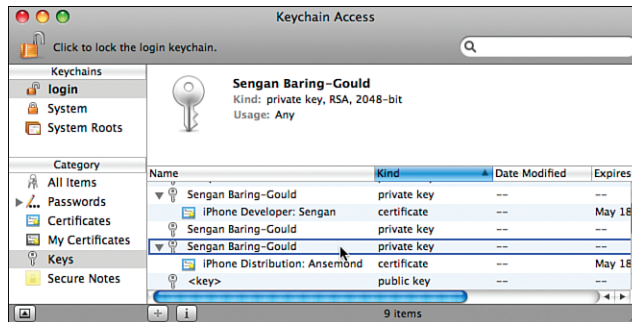 Keychain Access
Click to lock the login keychain.
Keychains
login
System
System Roots
Category
All Items
Passwords
Certificates
My Certificates
Keys
Secure Notes
Sengan Baring-Gould
Kind: private key, RSA, 2048-bit
Usage: Any
Name Kind Date Modified Expires
Sengan Baring-Gould private key -- --
iPhone Developer: Sengan certificate -- May 18
Sengan Baring-Gould private key -- --
Sengan Baring-Gould private key -- --
iPhone Distribution: Ansemond certificate -- May 18
<key> public key -- --
9 items